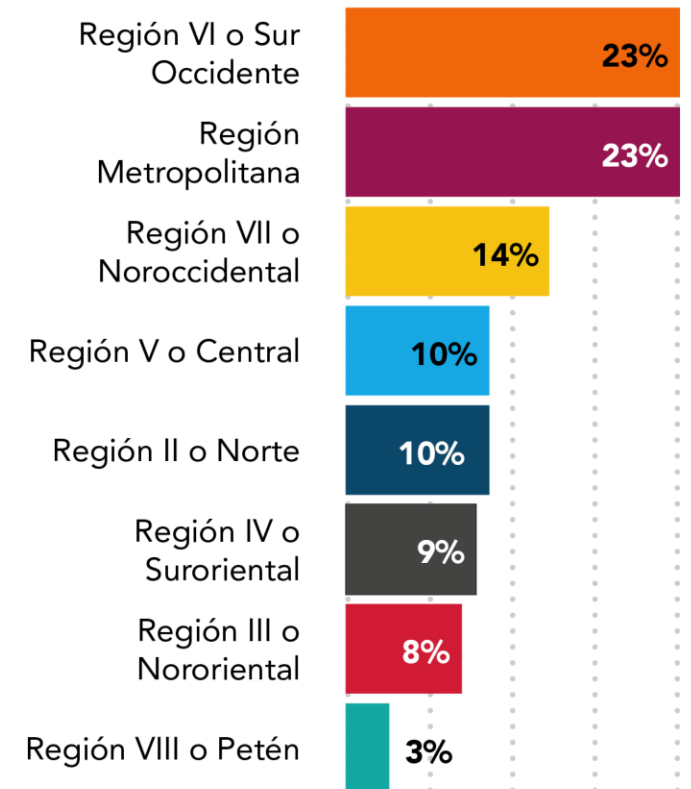 Región VI o Sur
Occidente
23%
Región
Metropolitana
23%
Región VII o
Noroccidental
14%
Región V o Central
10%
Región II o Norte
10%
Región IV o
Suroriental
9%
Región III o
Nororiental
8%
Región VIII o Petén
3%